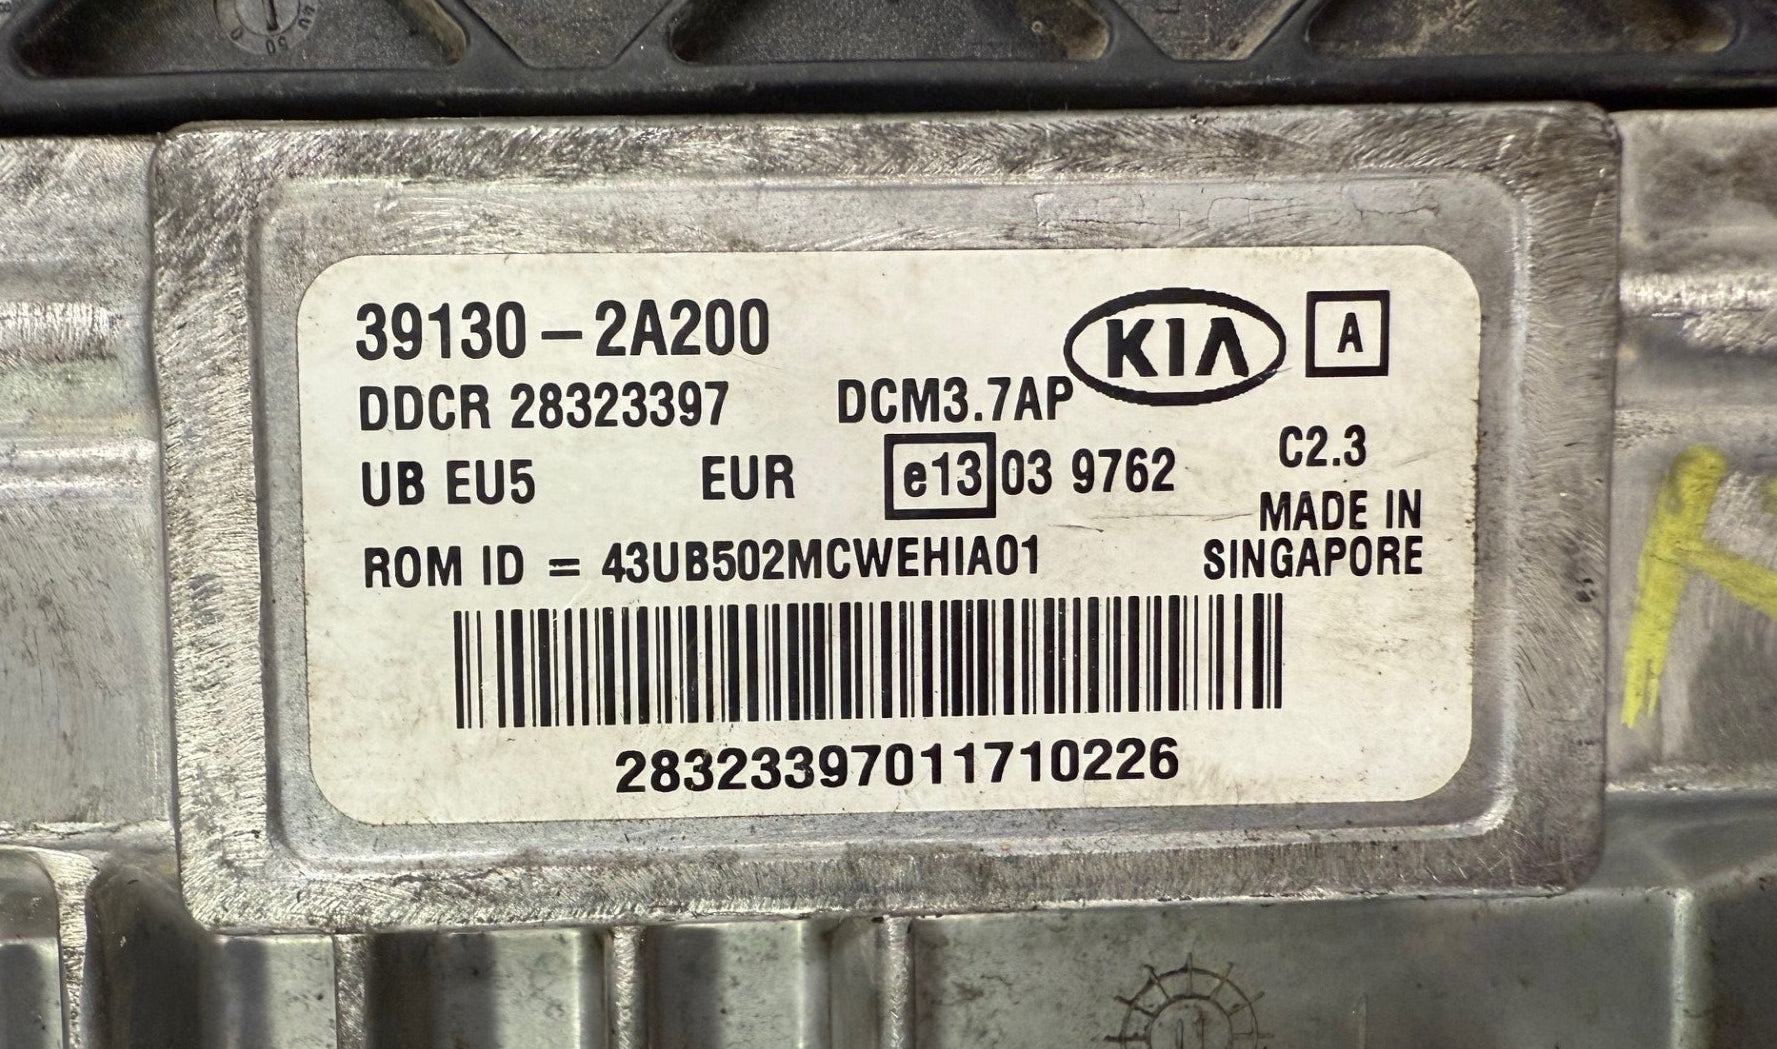 39130-2A200
KIA
A
DDCR 28323397 DCM3.7AP
UB EU5 EUR e13 03 9762 C2.3
MADE IN
ROM ID = 43UB502MCWEHIA01 SINGAPORE
28323397011710226